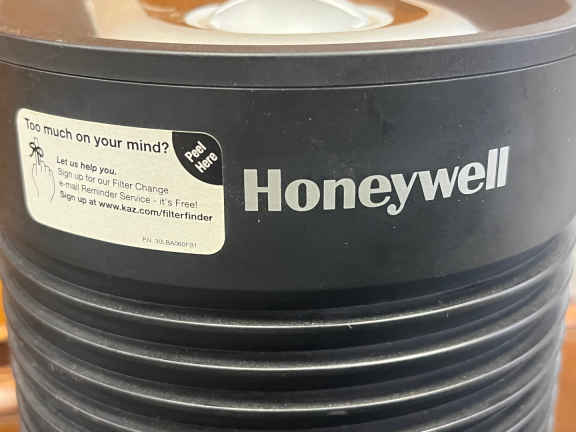 Too much on your mind?
Peel
Here
Let us help you.
Sign up for our Filter Change
e-mail Reminder Service - it's Free!
Sign up at www.kaz.com/filterfinder
Honeywell